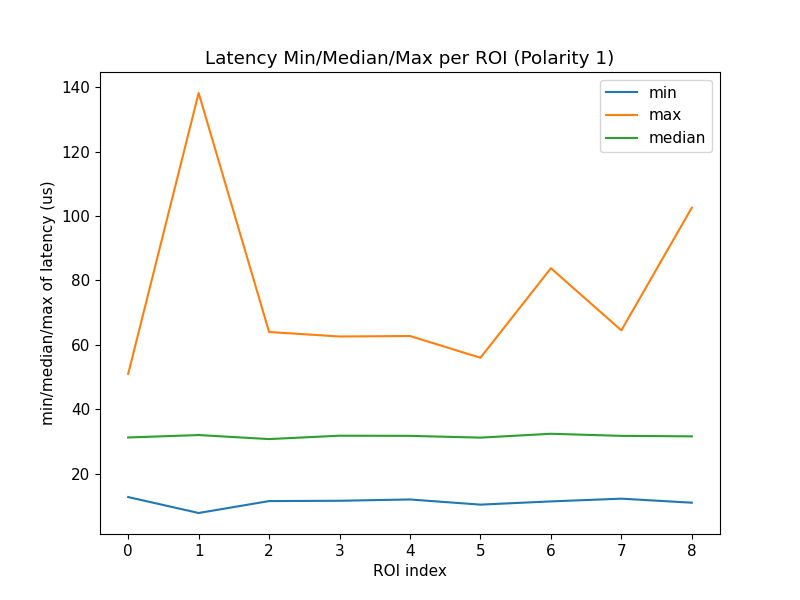 Latency Min/Median/Max per ROI (Polarity 1)
min
max
median
min/median/max of latency (us)
140
120
100
80
60
40
20
0 1 2 3 4 5 6 7 8
ROI index